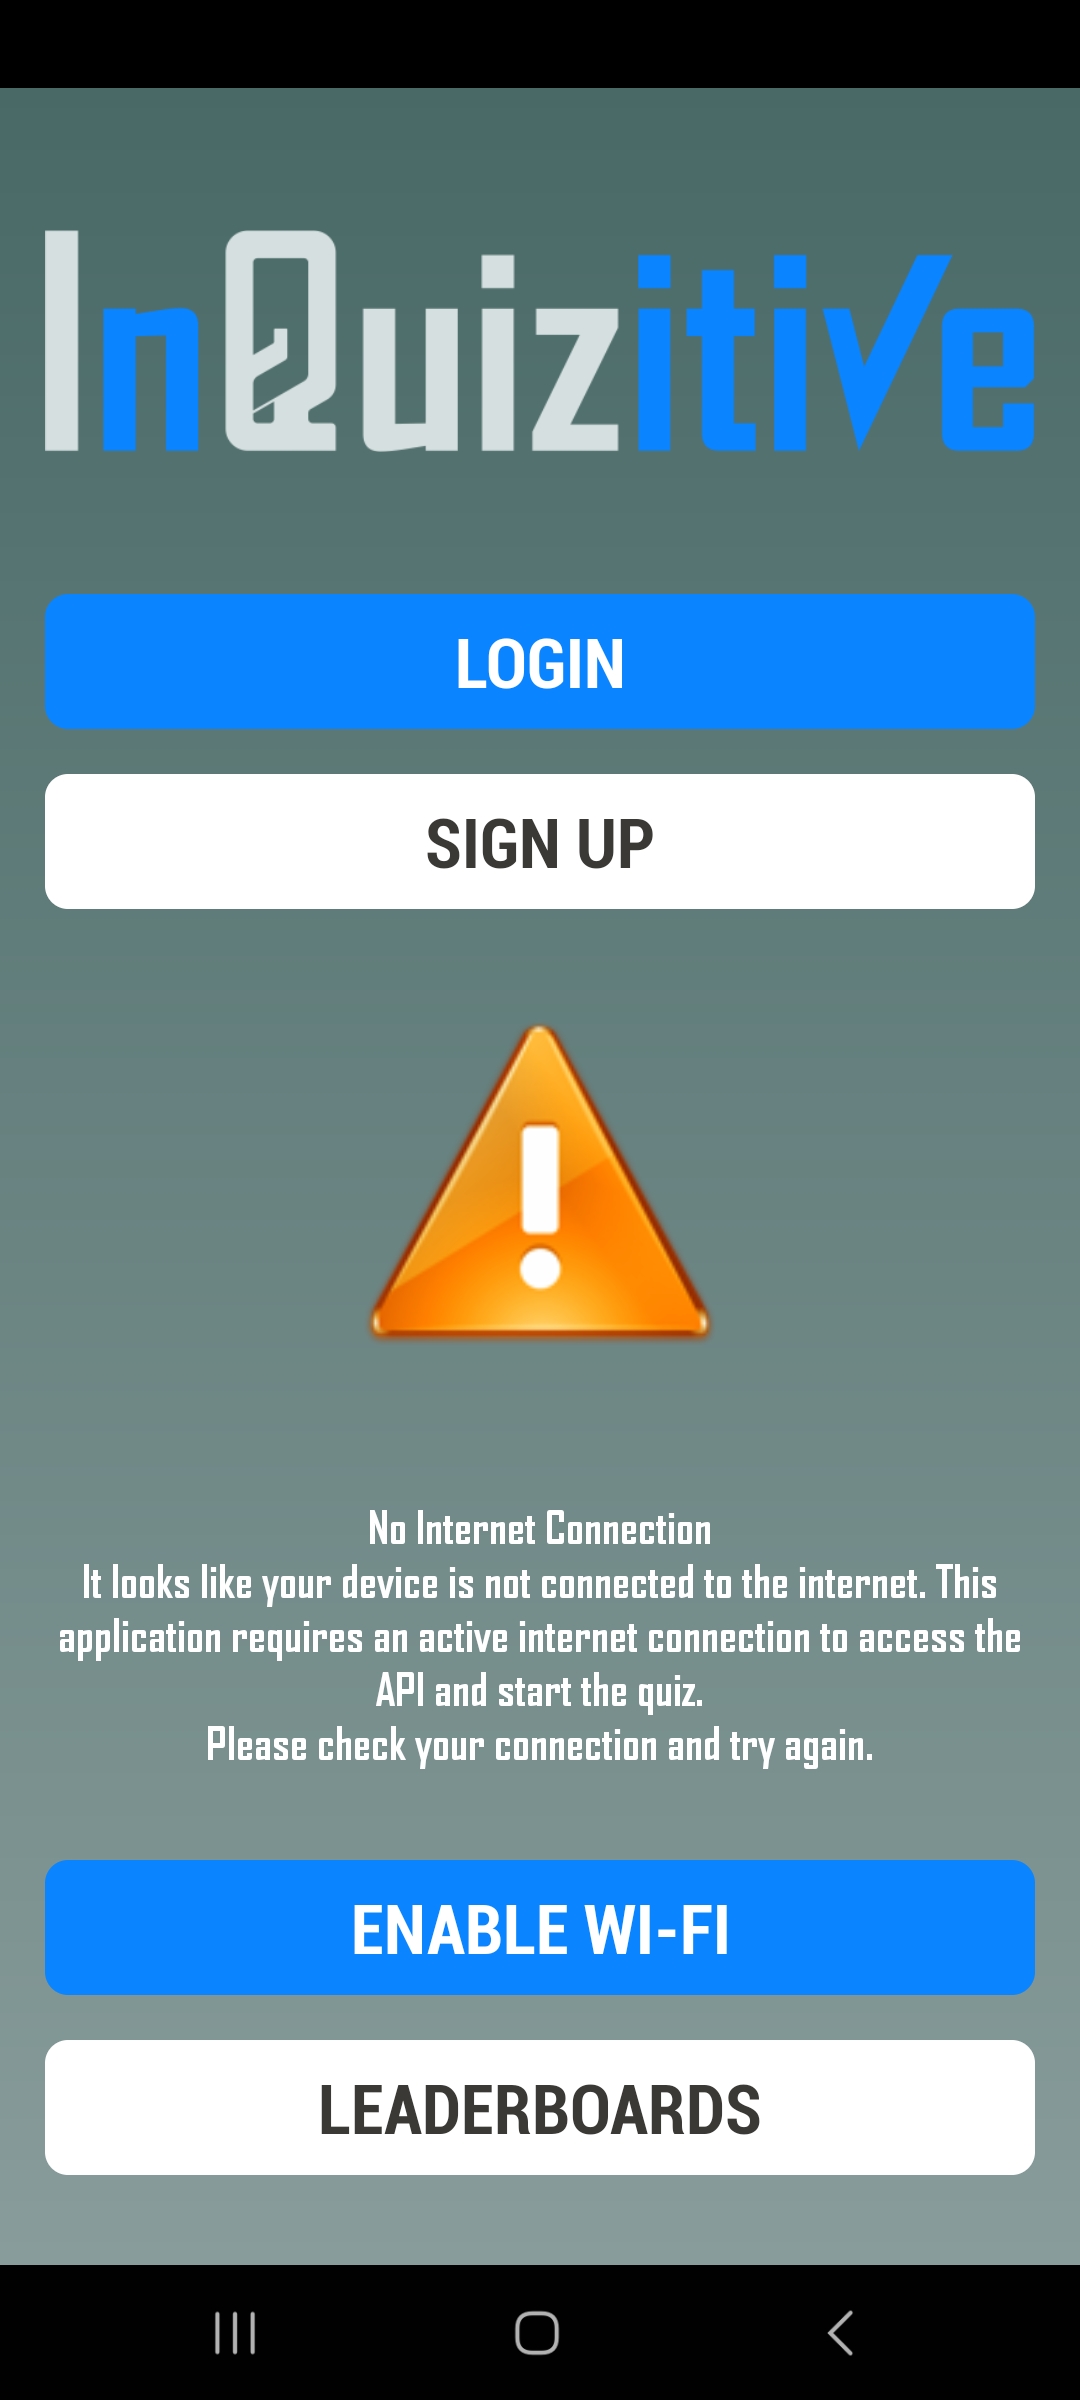 InQuizitive
LOGIN
SIGN UP
No Internet Connection
It looks like your device is not connected to the internet. This
application requires an active internet connection to access the
API and start the quiz.
Please check your connection and try again.
ENABLE WI-FI
LEADERBOARDS